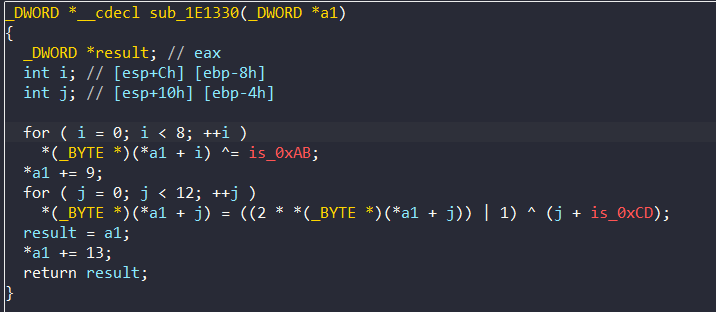 _DWORD *__cdecl sub_1E1330(_DWORD *a1)
{
  _DWORD *result; // eax
  int i; // [esp+Ch] [ebp-8h]
  int j; // [esp+10h] [ebp-4h]

  for ( i = 0; i < 8; ++i )
    *(_BYTE *)(*a1 + i) ^= is_0xAB;
  *a1 += 9;
  for ( j = 0; j < 12; ++j )
    *(_BYTE *)(*a1 + j) = ((2 * *(_BYTE *)(*a1 + j)) | 1) ^ (j + is_0xCD);
  result = a1;
  *a1 += 13;
  return result;
}